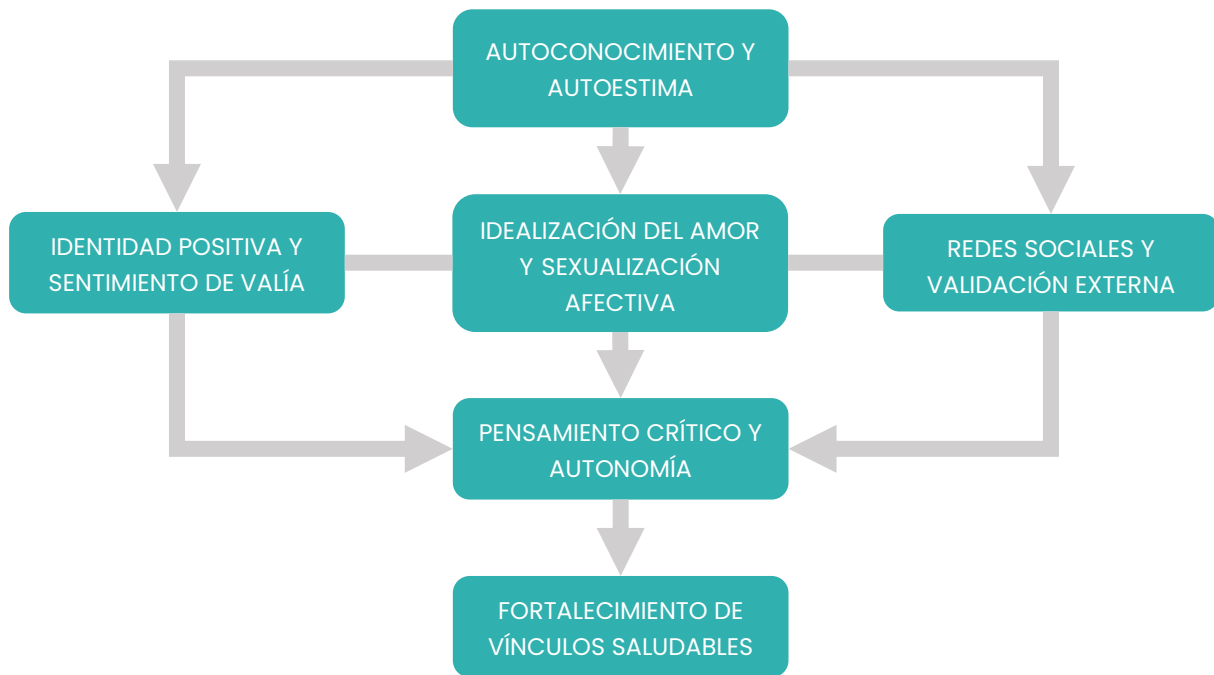 AUTOCONOCIMIENTO Y
AUTOESTIMA
IDENTIDAD POSITIVA Y
SENTIMIENTO DE VALÍA
IDEALIZACIÓN DEL AMOR
Y SEXUALIZACIÓN
AFECTIVA
REDES SOCIALES Y
VALIDACIÓN EXTERNA
PENSAMIENTO CRÍTICO Y
AUTONOMÍA
FORTALECIMIENTO DE
VÍNCULOS SALUDABLES